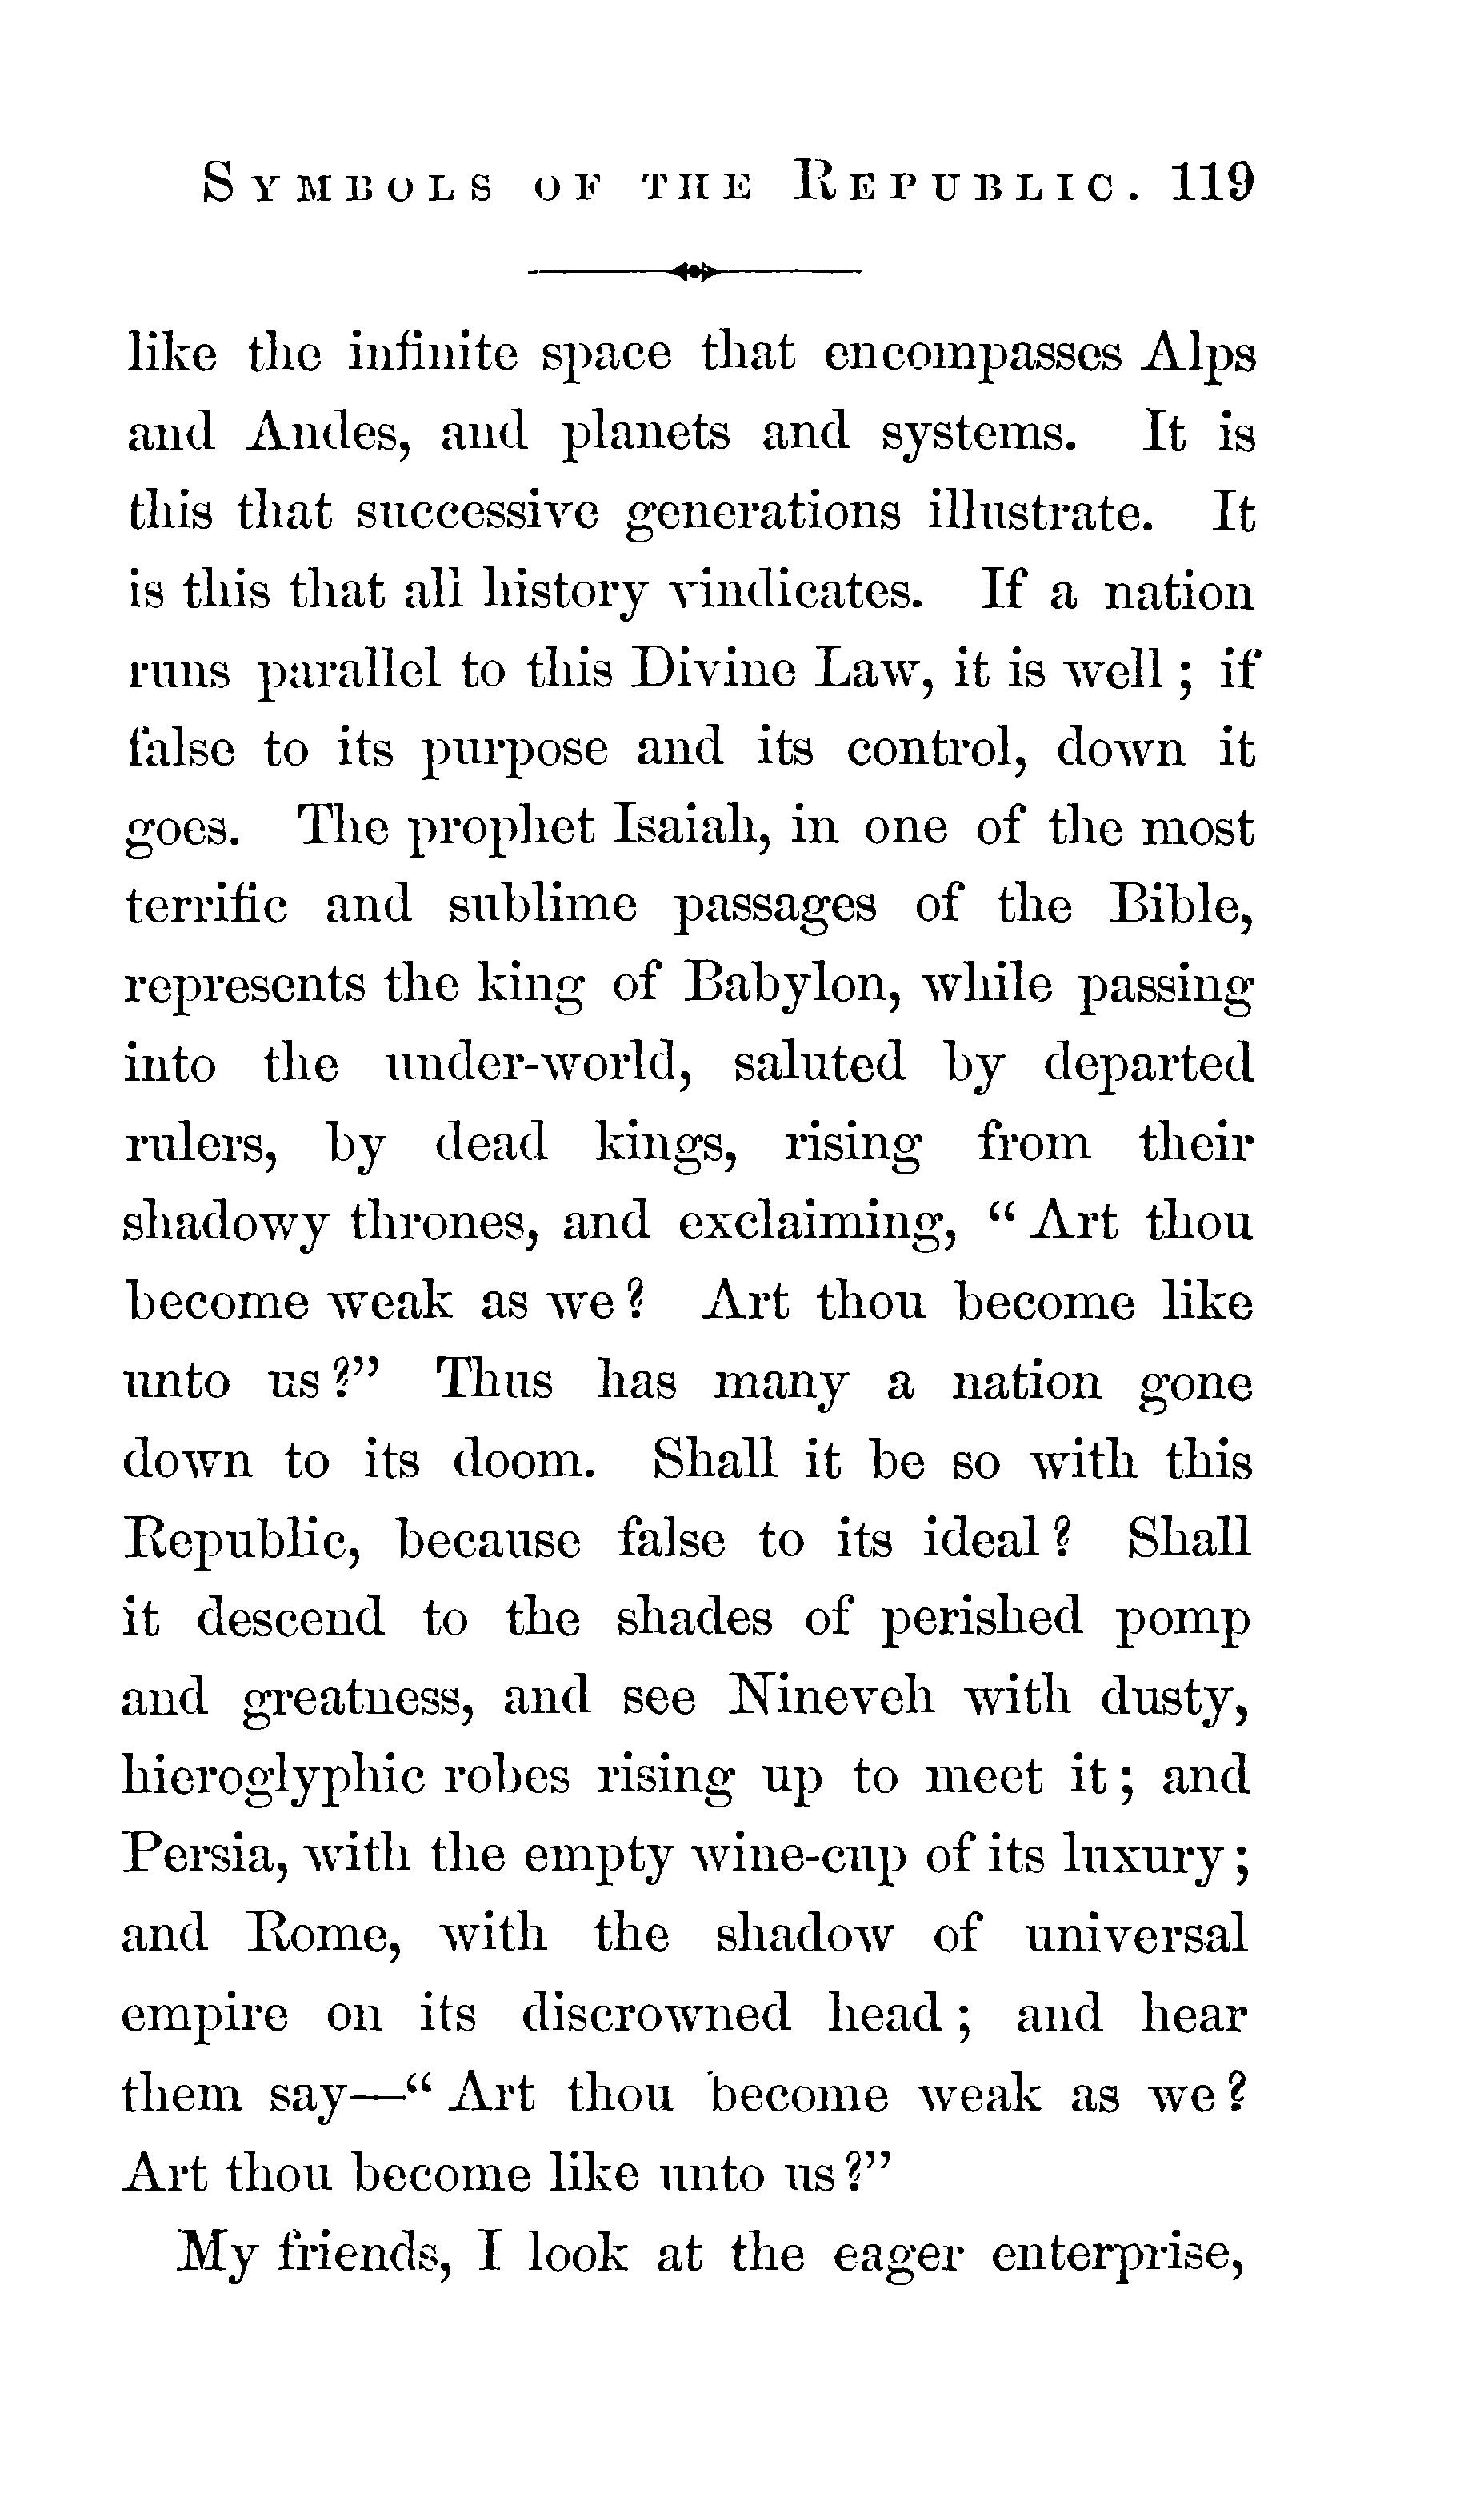 SYMBOLS OF THE REPUBLIC. 119
like the infinite space that encompasses Alps
and Andes, and planets and systems. It is
this that successive generations illustrate. It
is this that all history vindicates. If a nation
runs parallel to this Divine Law, it is well ; if
false to its purpose and its control, down it
goes. The prophet Isaiah, in one of the most
terrific and sublime passages of the Bible,
represents the king of Babylon, while passing
into the under-world, saluted by departed
rulers, by dead kings, rising from their
shadowy thrones, and exclaiming, “ Art thou
become weak as we ? Art thou become like
unto us ?” Thus has many a nation gone
down to its doom. Shall it be so with this
Republic, because false to its ideal ? Shall
it descend to the shades of perished pomp
and greatness, and see Nineveh with dusty,
hieroglyphic robes rising up to meet it ; and
Persia, with the empty wine-cup of its luxury ;
and Rome, with the shadow of universal
empire on its discrowned head ; and hear
them say—“ Art thou become weak as we ?
Art thou become like unto us ?”
My friends, I look at the eager enterprise,